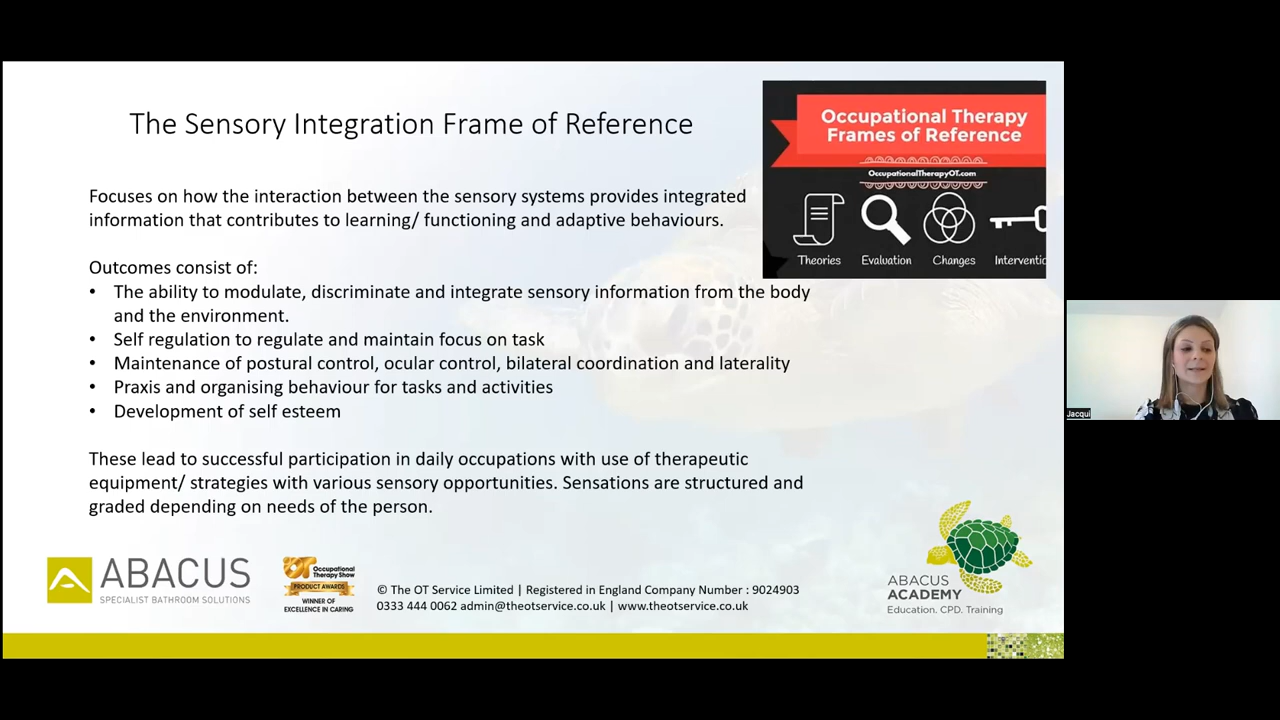 The Sensory Integration Frame of Reference
Occupational Therapy
Frames of Reference
OccupationalTherapyOT.com
Theories Evaluation Changes Interventic
Focuses on how the interaction between the sensory systems provides integrated
information that contributes to learning/ functioning and adaptive behaviours.
Outcomes consist of:
• The ability to modulate, discriminate and integrate sensory information from the body
and the environment.
• Self regulation to regulate and maintain focus on task
• Maintenance of postural control, ocular control, bilateral coordination and laterality
• Praxis and organising behaviour for tasks and activities
• Development of self esteem
These lead to successful participation in daily occupations with use of therapeutic
equipment/ strategies with various sensory opportunities. Sensations are structured and
graded depending on needs of the person.
Jacqui
ABACUS
SPECIALIST BATHROOM SOLUTIONS
OT Occupational
Therapy Show
PRODUCT AWARDS
WINNER OF
EXCELLENCE IN CARING
© The OT Service Limited | Registered in England Company Number : 9024903
0333 444 0062 admin@theotservice.co.uk | www.theotservice.co.uk
ABACUS
ACADEMY
Education. CPD. Training